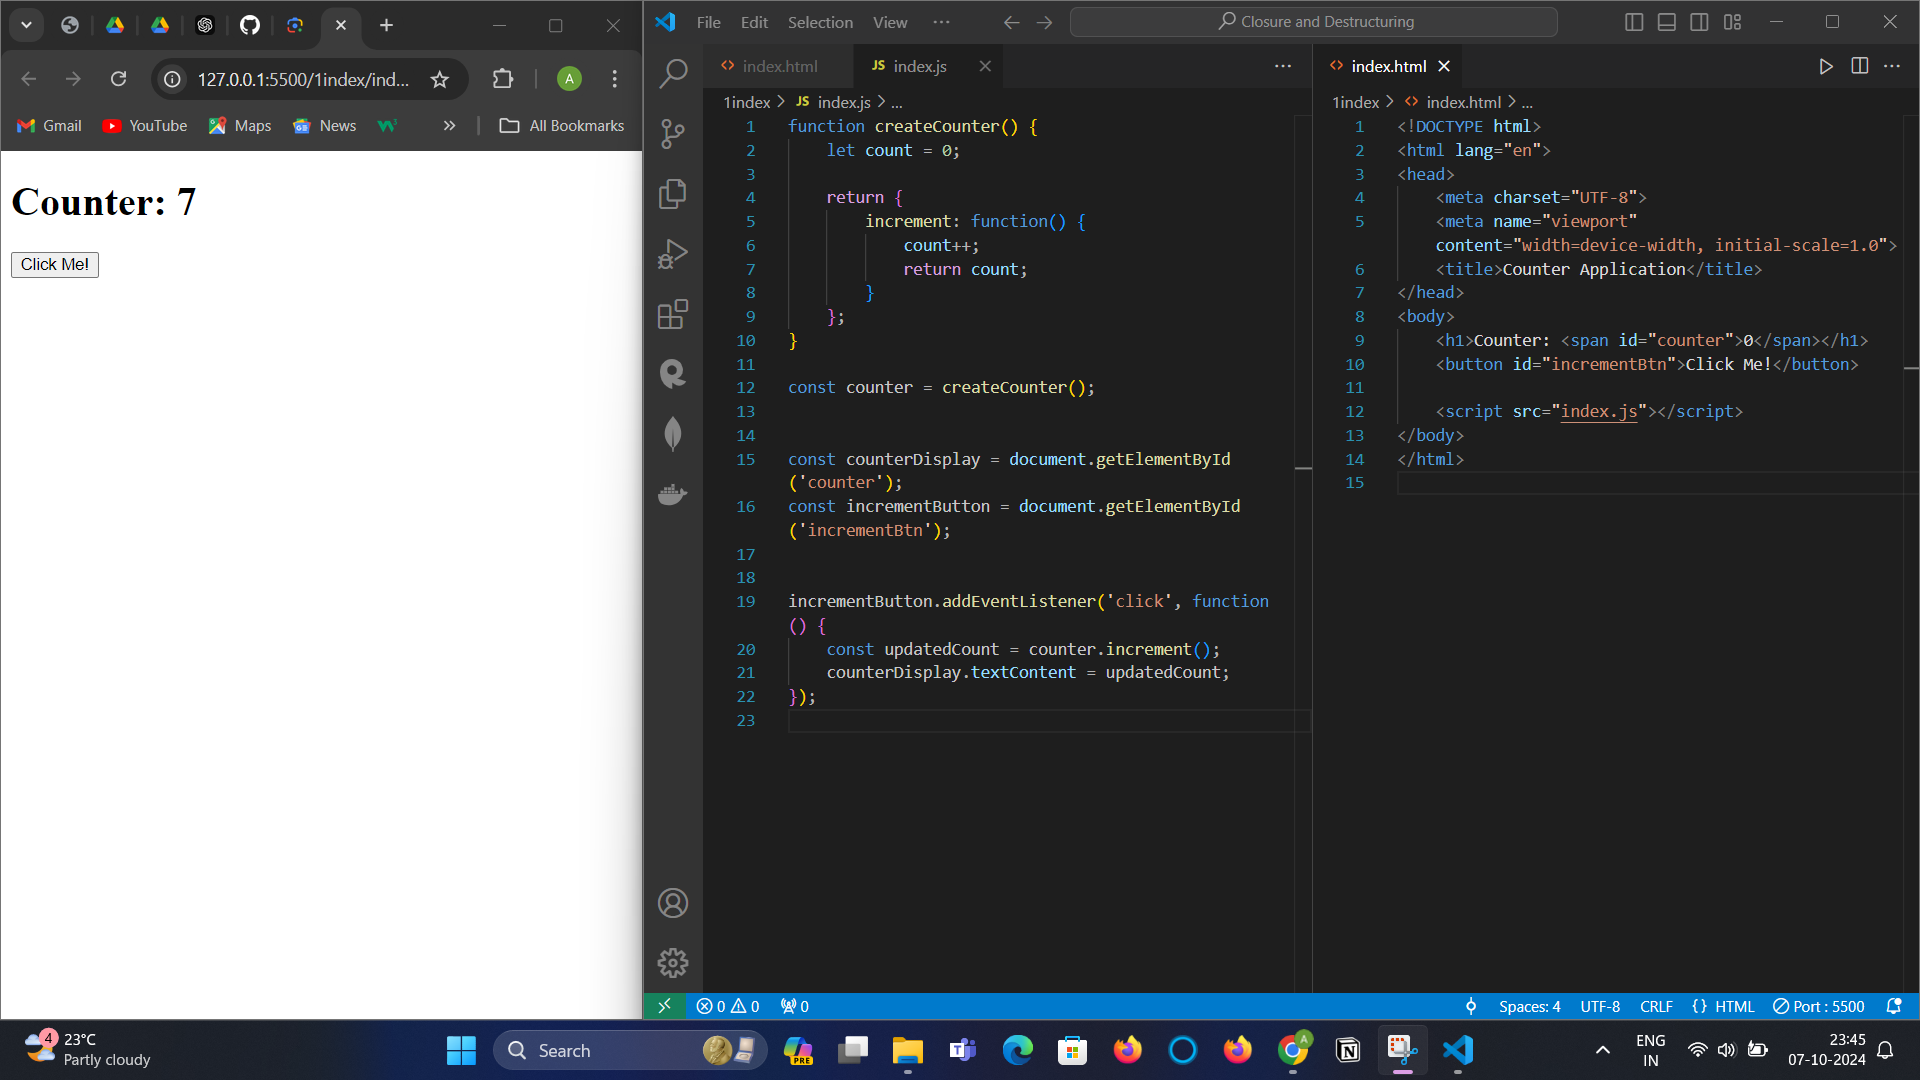 127.0.0.1:5500/1index/ind...
A
Gmail
YouTube
Maps
News
All Bookmarks
Counter: 7
Click Me!
File
Edit
Selection
View
Closure and Destructuring
index.html
JS index.js
1index > JS index.js > ...
1 function createCounter() {
2 let count = 0;
3
4 return {
5 increment: function() {
6 count++;
7 return count;
8 }
9 };
10 }
11
12 const counter = createCounter();
13
14
15 const counterDisplay = document.getElementById
('counter');
16 const incrementButton = document.getElementById
('incrementBtn');
17
18
19 incrementButton.addEventListener('click', function
() {
20 const updatedCount = counter.increment();
21 counterDisplay.textContent = updatedCount;
22 });
23
index.html
1index > <> index.html > ...
1 <!DOCTYPE html>
2 <html lang="en">
3 <head>
4 <meta charset="UTF-8">
5 <meta name="viewport"
content="width=device-width, initial-scale=1.0">
6 <title>Counter Application</title>
7 </head>
8 <body>
9 <h1>Counter: <span id="counter">0</span></h1>
10 <button id="incrementBtn">Click Me!</button>
11
12 <script src="index.js"></script>
13 </body>
14 </html>
15
0 0 0
Spaces: 4 UTF-8 CRLF {} HTML Port : 5500
4
23°C
Partly cloudy
Search
PRE
A
ENG
IN
23:45
07-10-2024